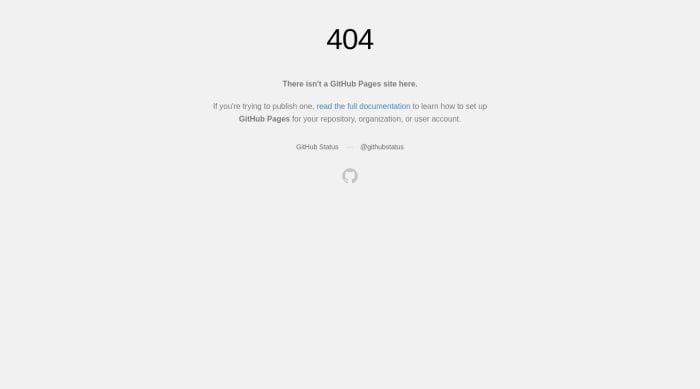 404
There isn't a GitHub Pages site here.
If you're trying to publish one, read the full documentation to learn how to set up
GitHub Pages for your repository, organization, or user account.
GitHub Status — @githubstatus